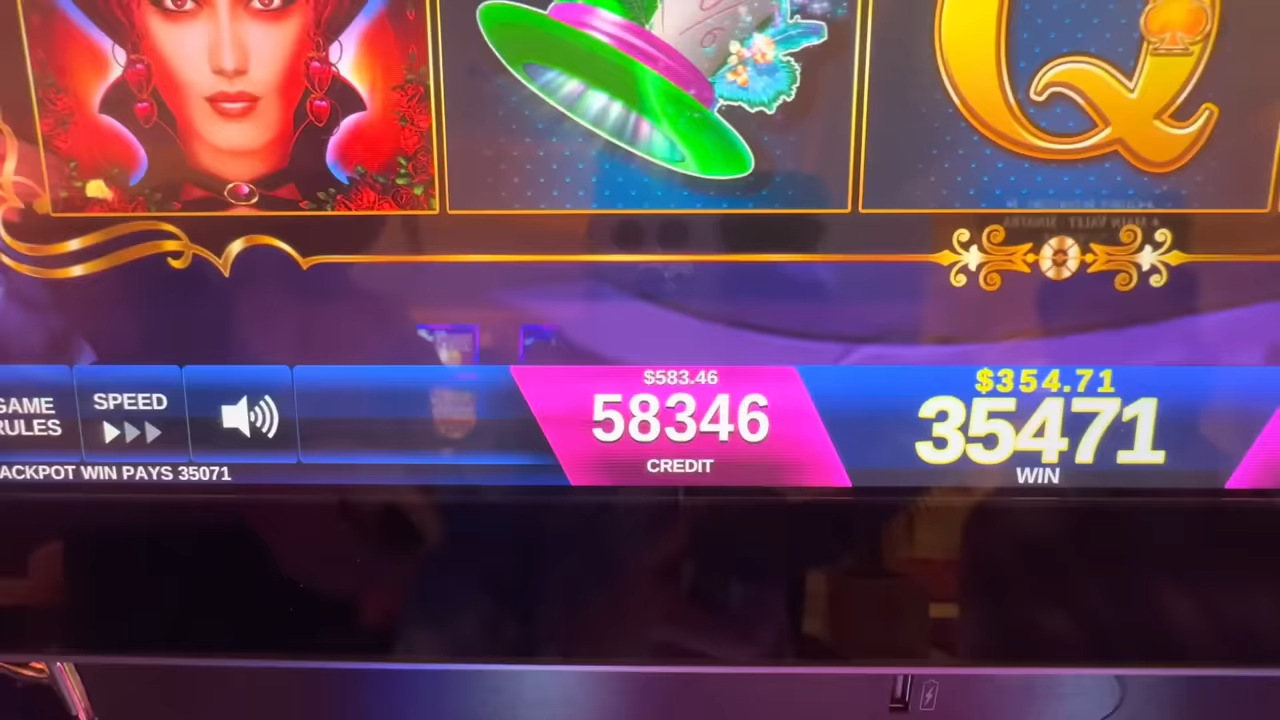 Q
GAME
RULES
SPEED
ACKPOT WIN PAYS 35071
$583.46
58346
CREDIT
$354.71
35471
WIN